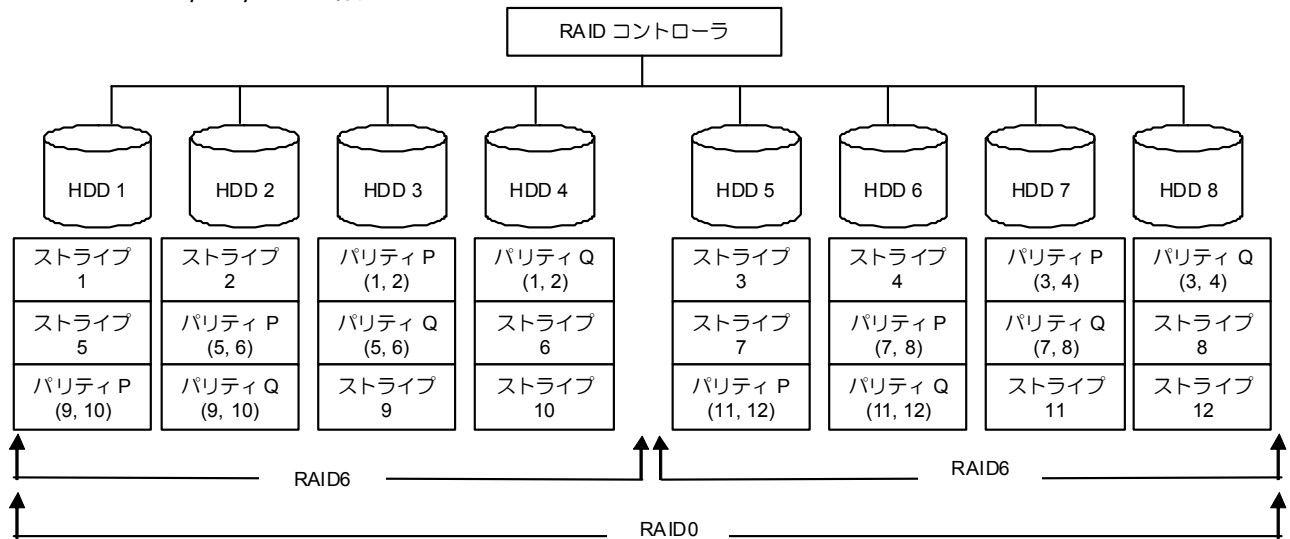 RAID コントローラ
HDD 1
HDD 2
HDD 3
HDD 4
HDD 5
HDD 6
HDD 7
HDD 8
ストライプ
1
ストライプ
2
パリティ P
(1, 2)
パリティ Q
(1, 2)
ストライプ
3
ストライプ
4
パリティ P
(3, 4)
パリティ Q
(3, 4)
ストライプ
5
パリティ P
(5, 6)
パリティ Q
(5, 6)
ストライプ
6
ストライプ
7
パリティ P
(7, 8)
パリティ Q
(7, 8)
ストライプ
8
パリティ P
(9, 10)
パリティ Q
(9, 10)
ストライプ
9
ストライプ
10
パリティ P
(11, 12)
パリティ Q
(11, 12)
ストライプ
11
ストライプ
12
RAID6
RAID6
RAID0